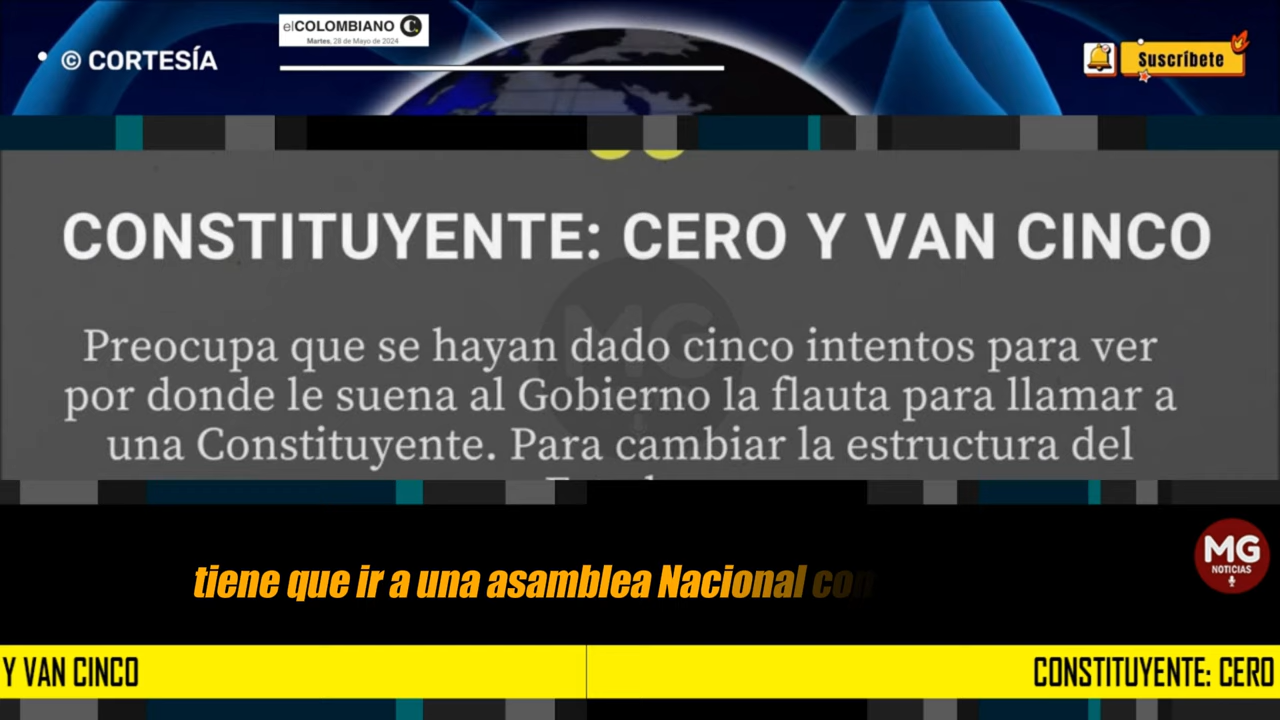 elCOLOMBIANO
Martes, 28 de Mayo de 2024
© CORTESÍA
Suscríbete
CONSTITUYENTE: CERO Y VAN CINCO
MG
Preocupa que se hayan dado cinco intentos para ver
por donde le suena al Gobierno la flauta para llamar a
una Constituyente. Para cambiar la estructura del
tiene que ir a una asamblea Nacional
MG
NOTICIAS
Y VAN CINCO
CONSTITUYENTE: CERO